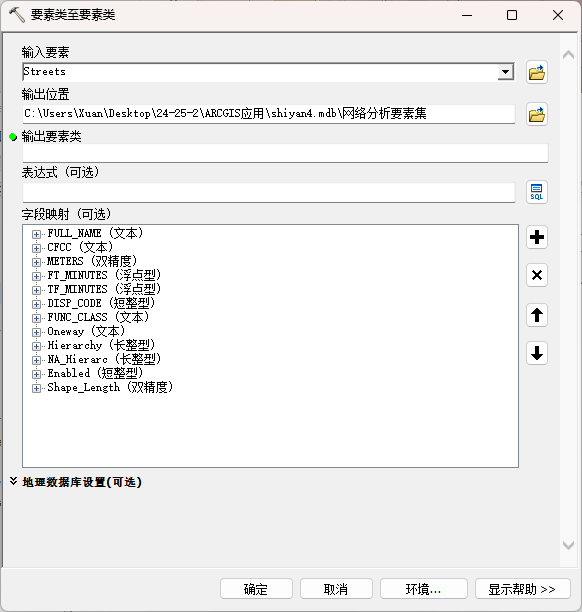 要素类至要素类
输入要素
Streets
输出位置
C:\Users\Xuan\Desktop\24-25-2\ARCGIS应用\shiyan4.mdb\网络分析要素集
输出要素类
表达式 (可选)
SQL
字段映射 (可选)
FULL_NAME (文本)
CFCC (文本)
METERS (双精度)
FT_MINUTES (浮点型)
TF_MINUTES (浮点型)
DISP_CODE (短整型)
FUNC_CLASS (文本)
Oneway (文本)
Hierarchy (长整型)
NA_Hierarc (长整型)
Enabled (短整型)
Shape_Length (双精度)
地理数据库设置(可选)
确定 取消 环境... 显示帮助 >>